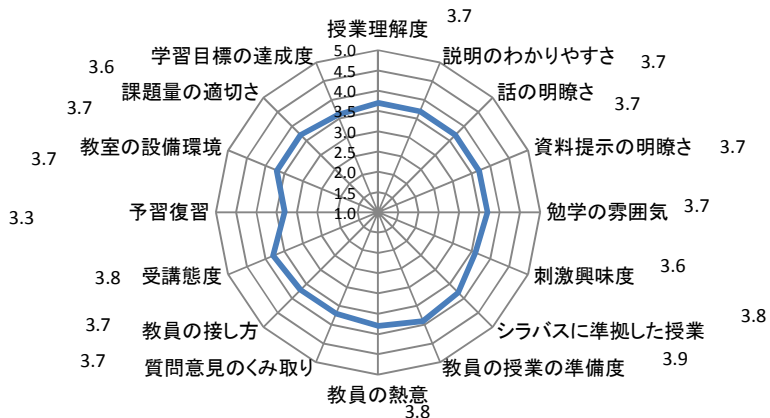 授業理解度 3.7
説明のわかりやすさ 3.7
話の明瞭さ 3.7
資料提示の明瞭さ 3.7
勉学の雰囲気 3.7
刺激興味度 3.6
シラバスに準拠した授業 3.8
教員の授業の準備度 3.9
教員の熱意 3.8
質問意見のくみ取り 3.7
教員の接し方 3.7
受講態度 3.8
予習復習 3.3
教室の設備環境 3.7
課題量の適切さ 3.7
学習目標の達成度 3.6
5.0
4.5
4.0
3.5
3.0
2.5
2.0
1.5
1.0